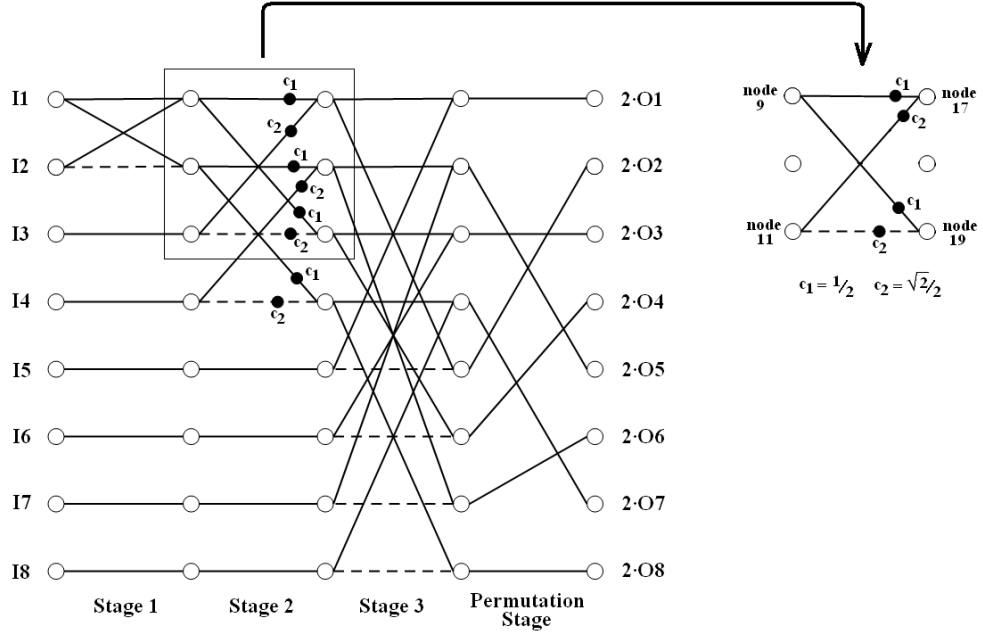 I1
c₁
2·O1
c₂
I2
c₁
2·O2
c₂
c₁
I3
c₂
2·O3
c₁
I4
c₂
2·O4
I5
2·O5
I6
2·O6
I7
2·O7
I8
2·O8
Stage 1
Stage 2
Stage 3
Permutation
Stage
node
9
c₁
node
17
c₂
node
11
c₁
c₂
node
19
c₁ = 1/2 c₂ = √2/2